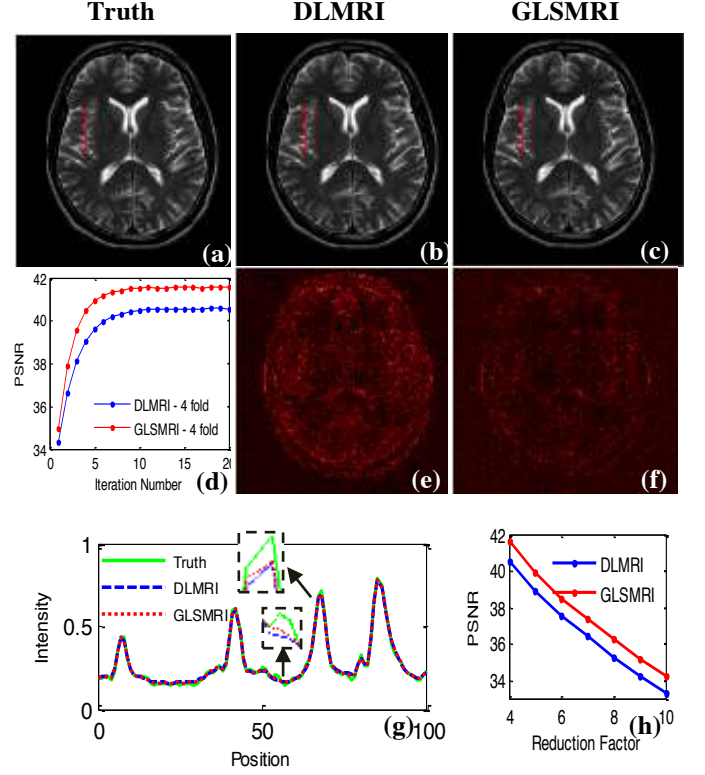 Truth DLMRI GLSMRI
(a) (b) (c)
42
40
38
36
34
PSNR
DLMRI - 4 fold
GLSMRI - 4 fold
0 5 10 15 20
Iteration Number
(d)
(e)
(f)
1
0.5
0
Intensity
Truth
DLMRI
GLSMRI
0 50 100
Position
(g)
42
40
38
36
34
PSNR
DLMRI
GLSMRI
4 6 8 10
Reduction Factor
(h)